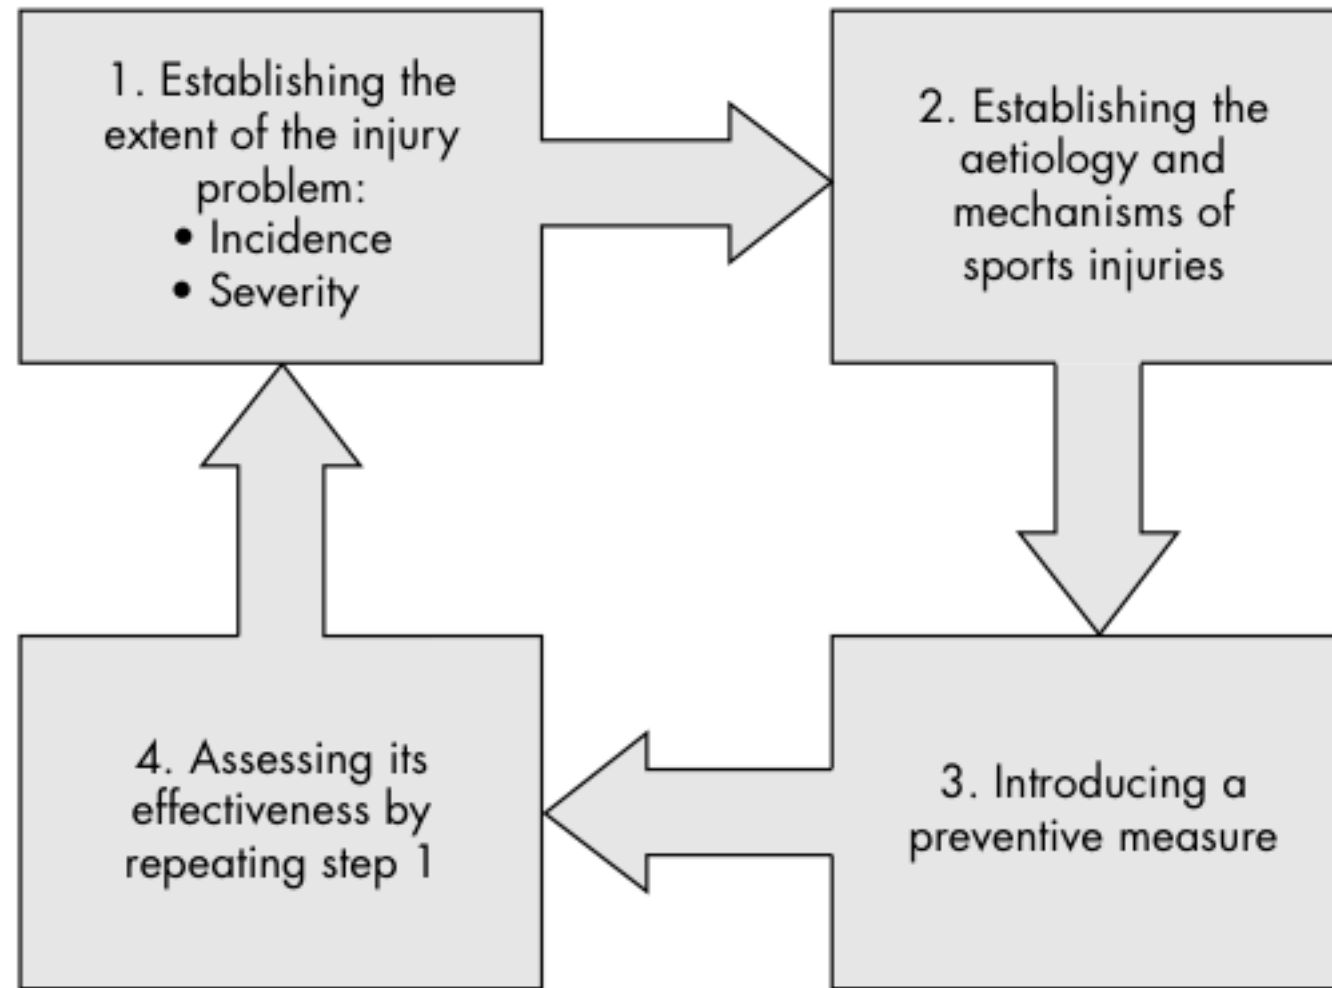 1. Establishing the
extent of the injury
problem:
• Incidence
• Severity
2. Establishing the
aetiology and
mechanisms of
sports injuries
3. Introducing a
preventive measure
4. Assessing its
effectiveness by
repeating step 1